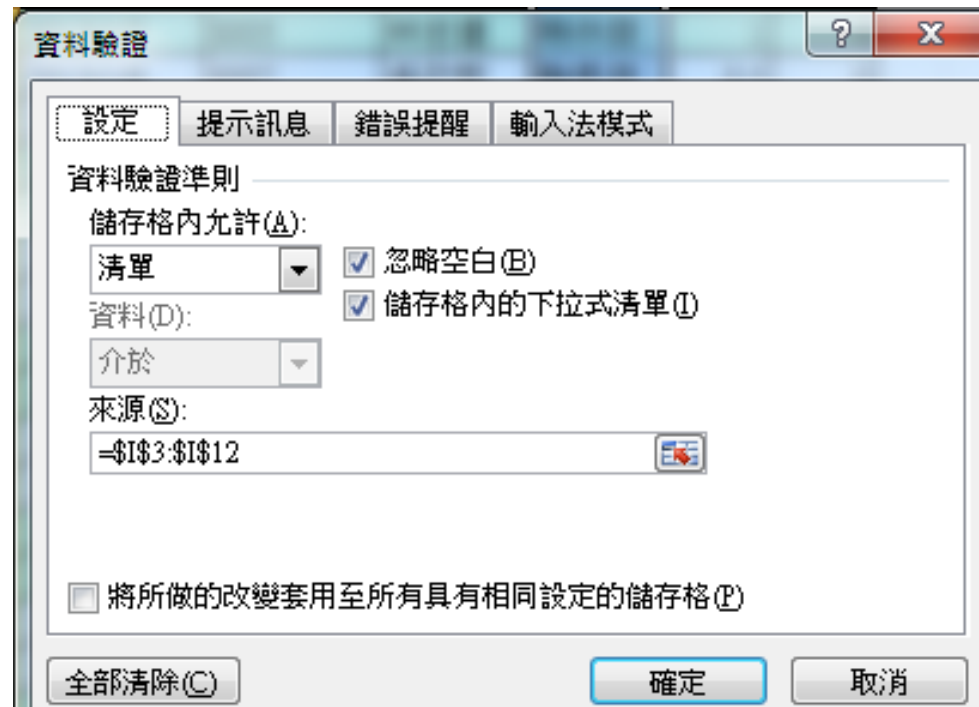 資料驗證
設定 提示訊息 錯誤提醒 輸入法模式
資料驗證準則
儲存格內允許(A):
清單
忽略空白(B)
儲存格內的下拉式清單(I)
資料(D):
介於
來源(S):
=$I$3:$I$12
將所做的改變套用至所有具有相同設定的儲存格(P)
全部清除(C) 確定 取消